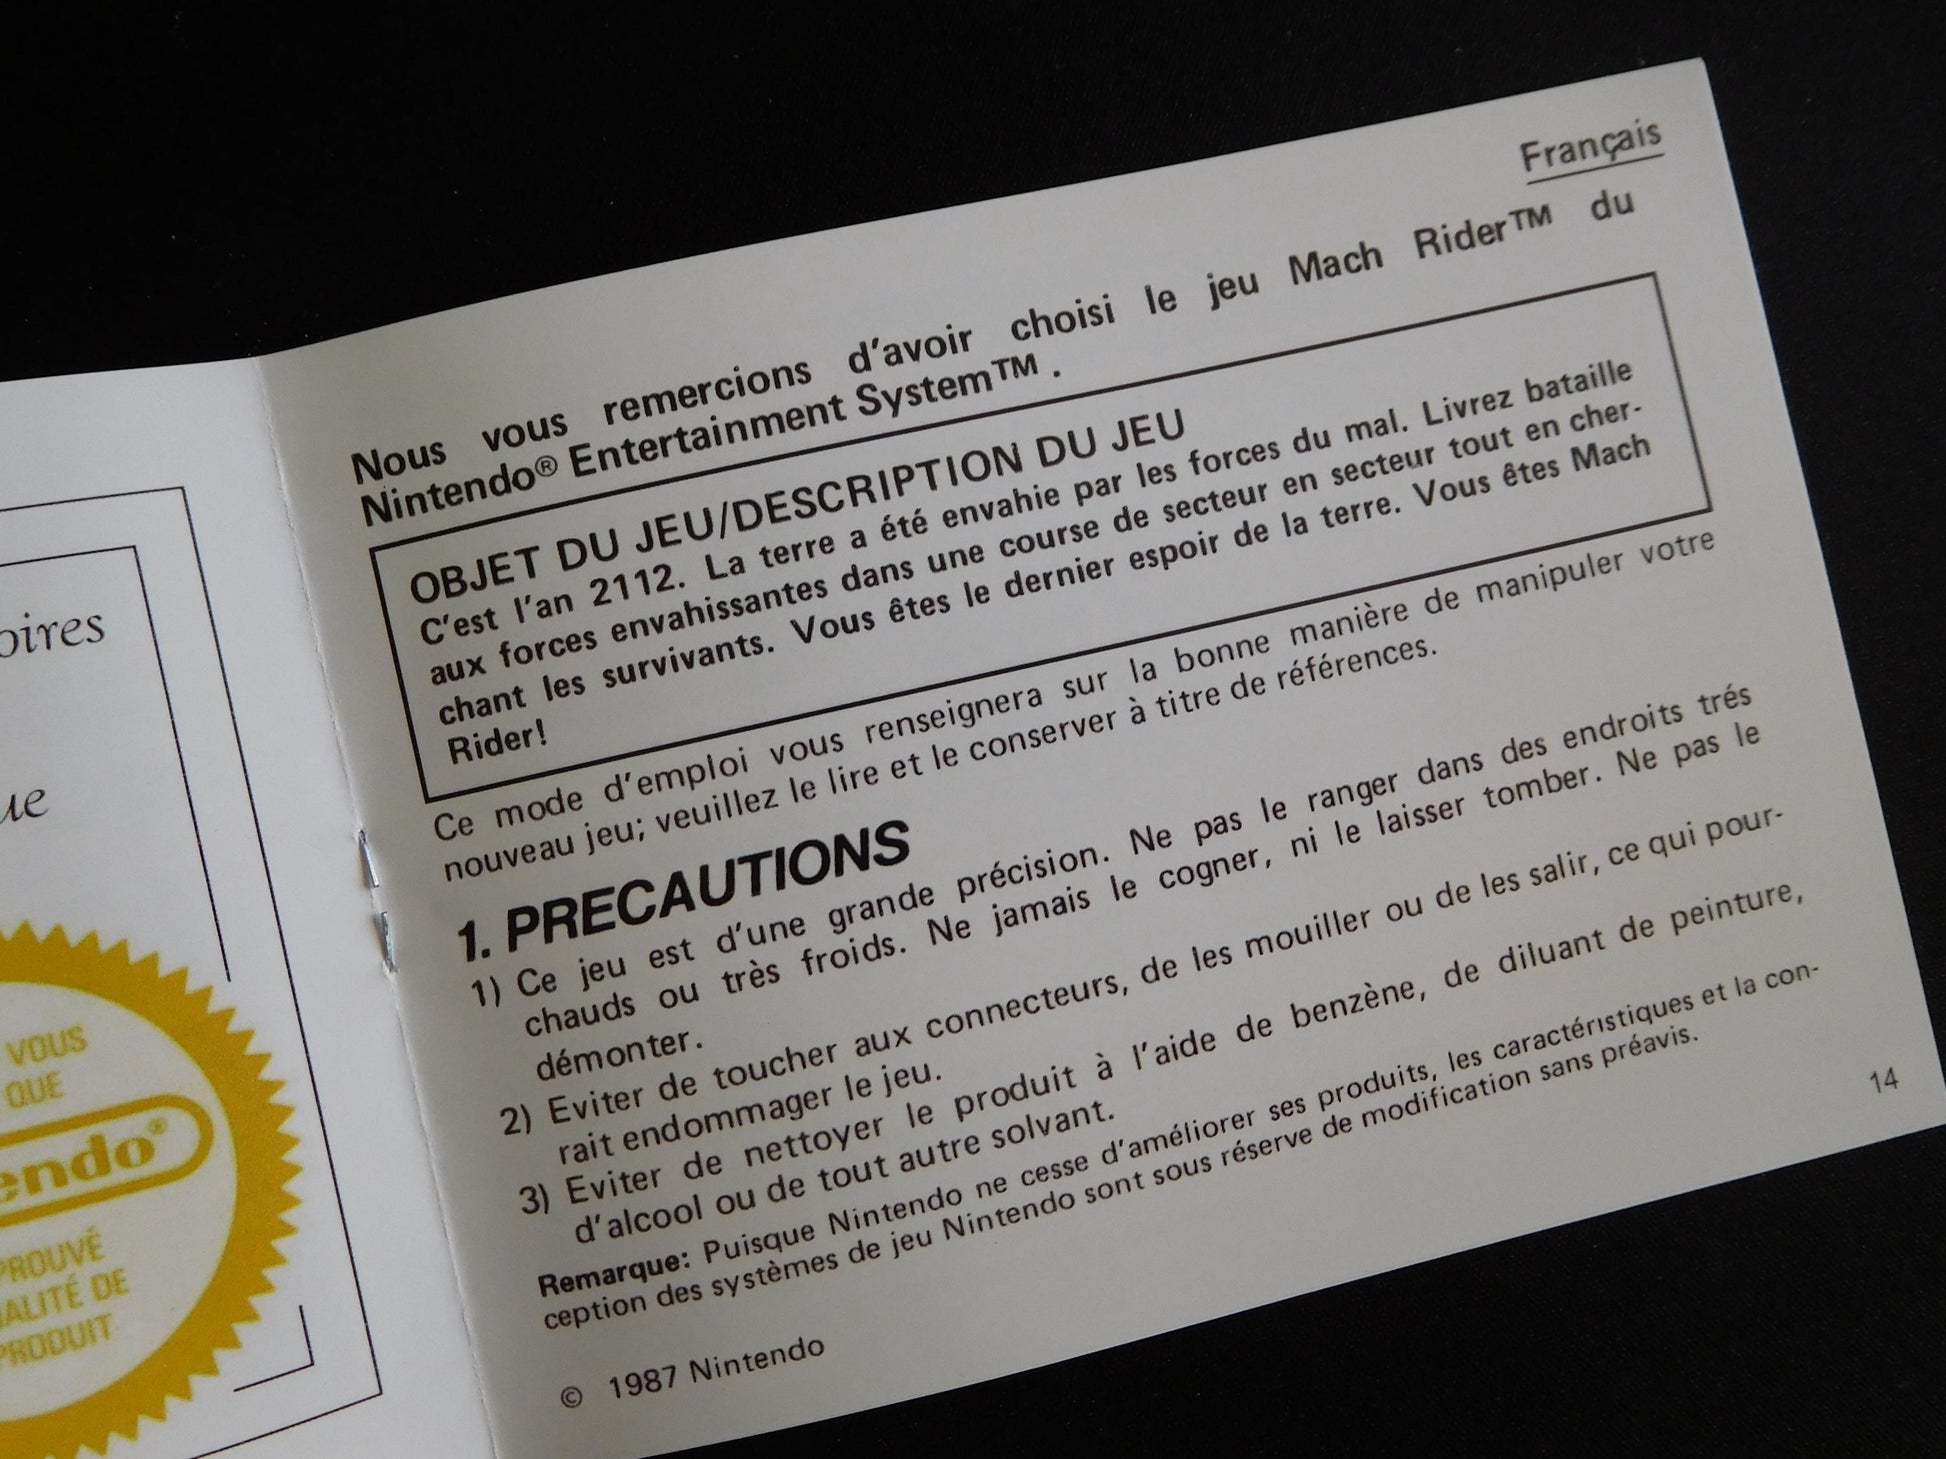 oires
ue
VOUS
QUE
endo®
PROUVÉ
ALITÉ DE
PRODUIT
Français
Nous vous remercions d'avoir choisi le jeu Mach Rider™ du
Nintendo® Entertainment System™.
OBJET DU JEU/DESCRIPTION DU JEU
C'est l'an 2112. La terre a été envahie par les forces du mal. Livrez bataille
aux forces envahissantes dans une course de secteur en secteur tout en cher-
chant les survivants. Vous êtes le dernier espoir de la terre. Vous êtes Mach
Rider!
Ce mode d'emploi vous renseignera sur la bonne manière de manipuler votre
nouveau jeu; veuillez le lire et le conserver à titre de références.
1. PRECAUTIONS
1) Ce jeu est d'une grande précision. Ne pas le ranger dans des endroits trés
chauds ou très froids. Ne jamais le cogner, ni le laisser tomber. Ne pas le
démonter.
2) Eviter de toucher aux connecteurs, de les mouiller ou de les salir, ce qui pour-
rait endommager le jeu.
3) Eviter de nettoyer le produit à l'aide de benzène, de diluant de peinture,
d'alcool ou de tout autre solvant.
Remarque: Puisque Nintendo ne cesse d'améliorer ses produits, les caractéristiques et la con-
ception des systèmes de jeu Nintendo sont sous réserve de modification sans préavis.
© 1987 Nintendo
14